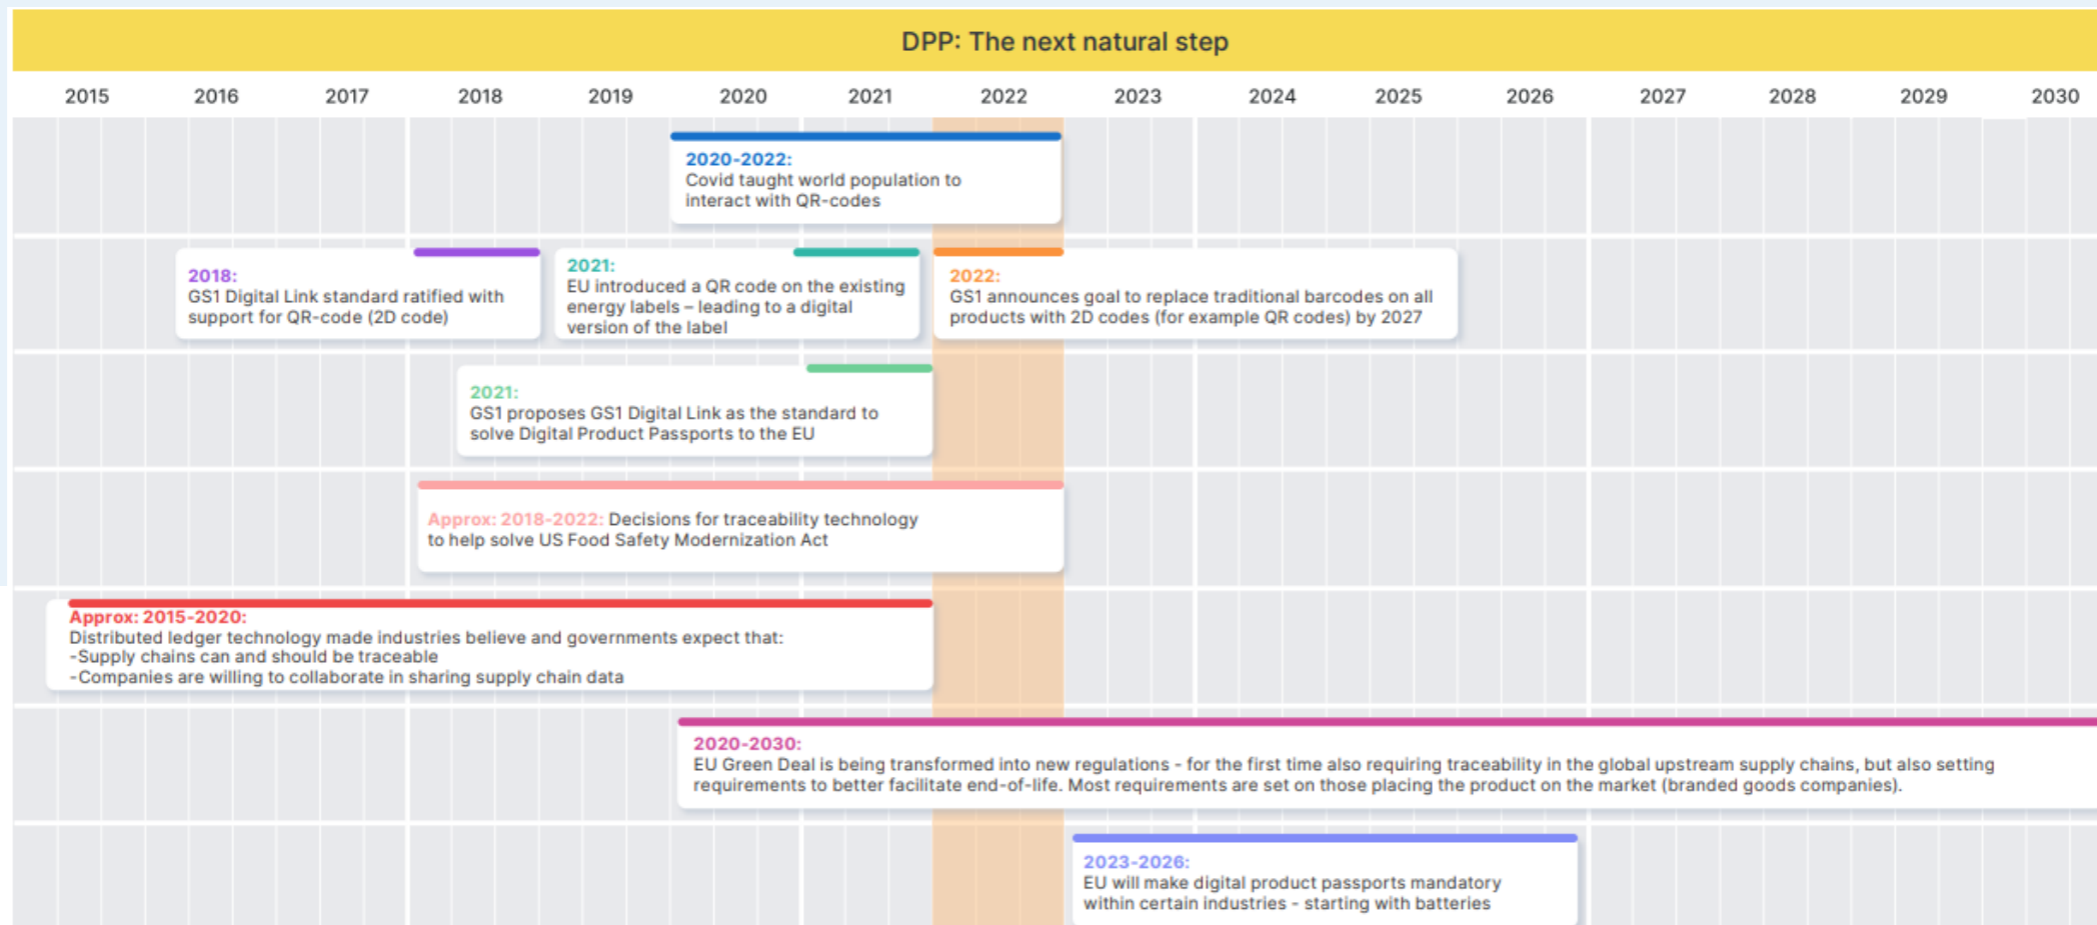 DPP: The next natural step
2015 2016 2017 2018 2019 2020 2021 2022 2023 2024 2025 2026 2027 2028 2029 2030
2020-2022:
Covid taught world population to
interact with QR-codes
2018:
GS1 Digital Link standard ratified with
support for QR-code (2D code)
2021:
EU introduced a QR code on the existing
energy labels – leading to a digital
version of the label
2022:
GS1 announces goal to replace traditional barcodes on all
products with 2D codes (for example QR codes) by 2027
2021:
GS1 proposes GS1 Digital Link as the standard to
solve Digital Product Passports to the EU
Approx: 2018-2022: Decisions for traceability technology
to help solve US Food Safety Modernization Act
Approx: 2015-2020:
Distributed ledger technology made industries believe and governments expect that:
-Supply chains can and should be traceable
-Companies are willing to collaborate in sharing supply chain data
2020-2030:
EU Green Deal is being transformed into new regulations - for the first time also requiring traceability in the global upstream supply chains, but also setting
requirements to better facilitate end-of-life. Most requirements are set on those placing the product on the market (branded goods companies).
2023-2026:
EU will make digital product passports mandatory
within certain industries - starting with batteries